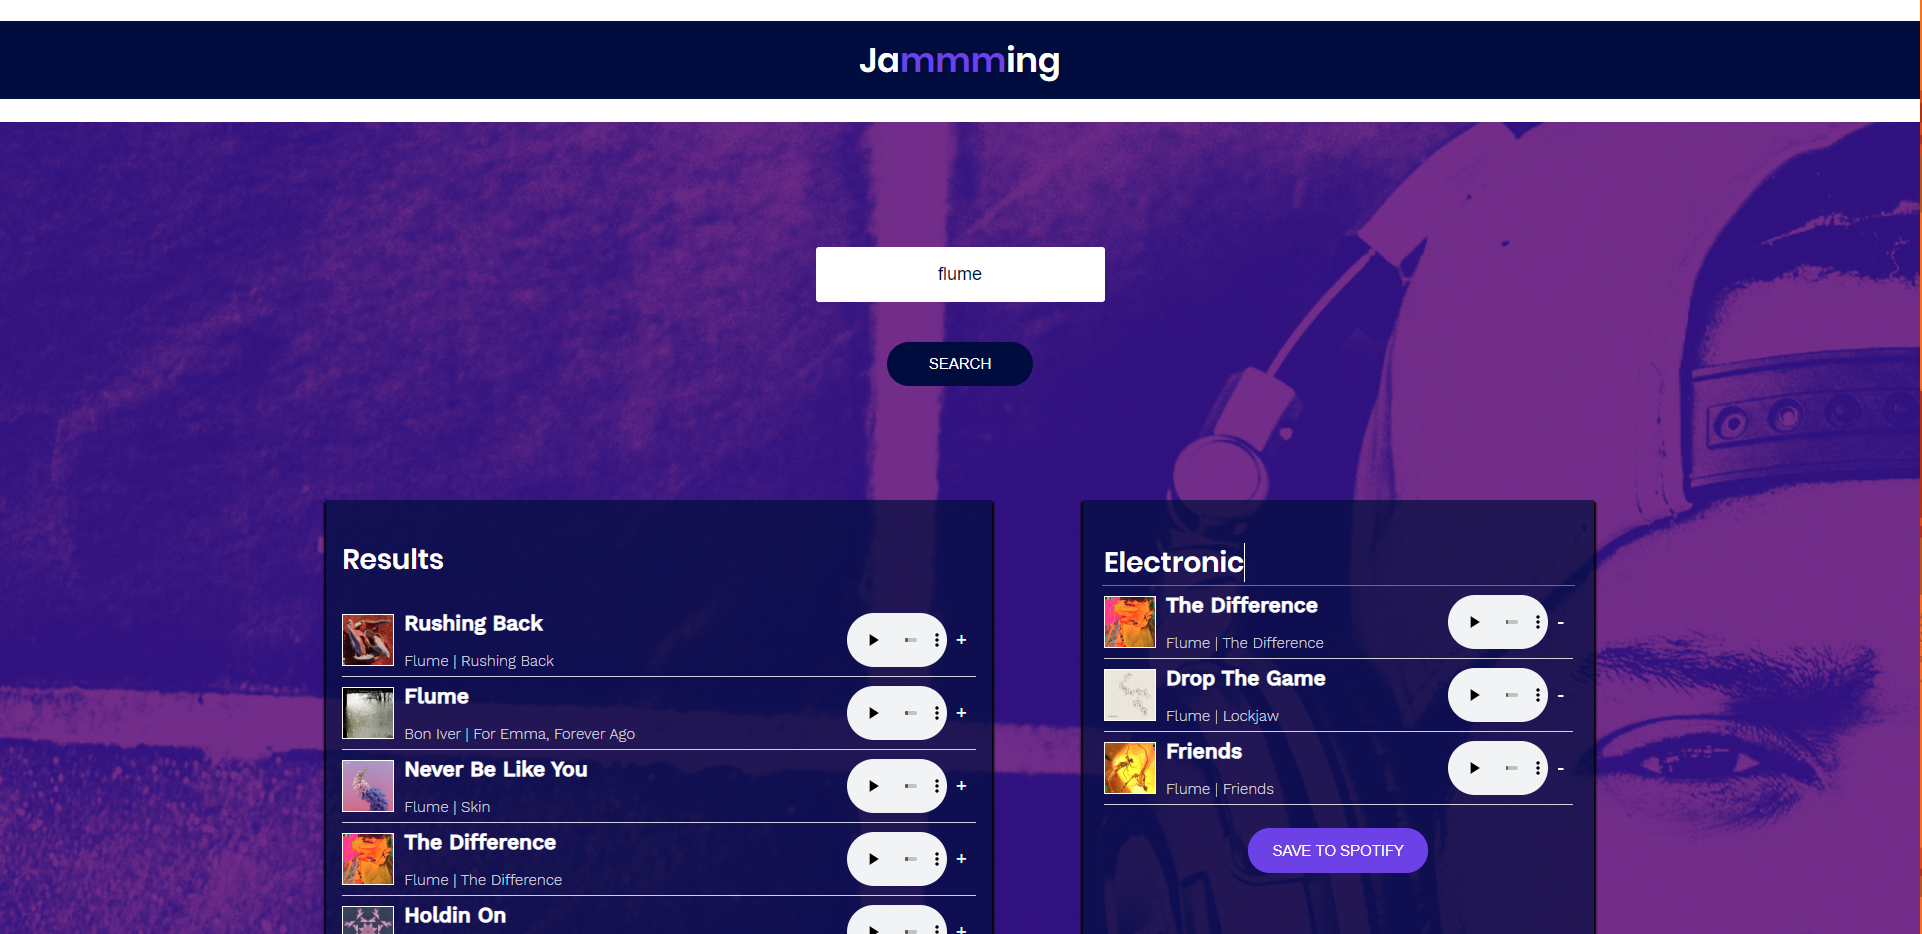 Jammming
flume
SEARCH
Results
Rushing Back
Flume | Rushing Back
+
Flume
Bon Iver | For Emma, Forever Ago
+
Never Be Like You
Flume | Skin
+
The Difference
Flume | The Difference
+
Holdin On
+
Electronic
The Difference
Flume | The Difference
-
Drop The Game
Flume | Lockjaw
-
Friends
Flume | Friends
-
SAVE TO SPOTIFY